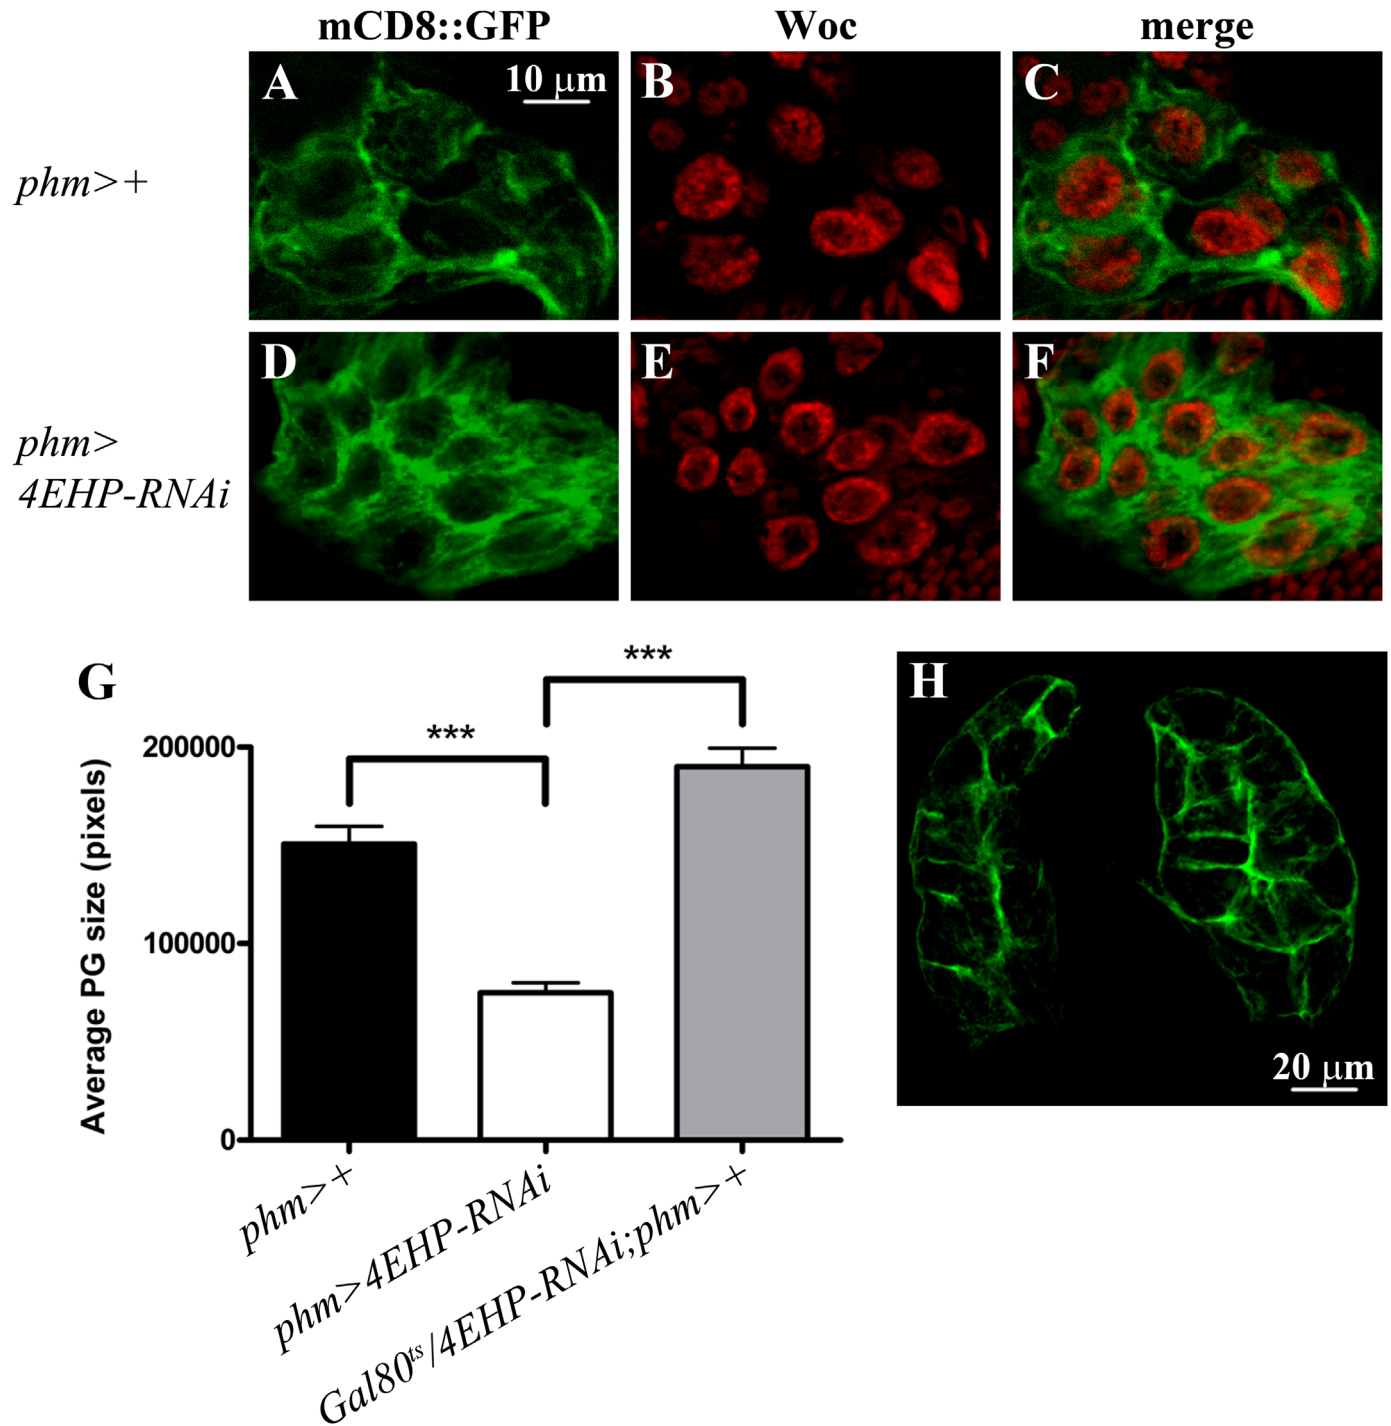 mCD8::GFP Woc merge
A 10 μm B C
phm>+
D E F
phm>
4EHP-RNAi
G
***
***
H
200000
100000
0
Average PG size (pixels)
20 μm
phm>+
phm>4EHP-RNAi
Gal80ts/4EHP-RNAi;phm>+